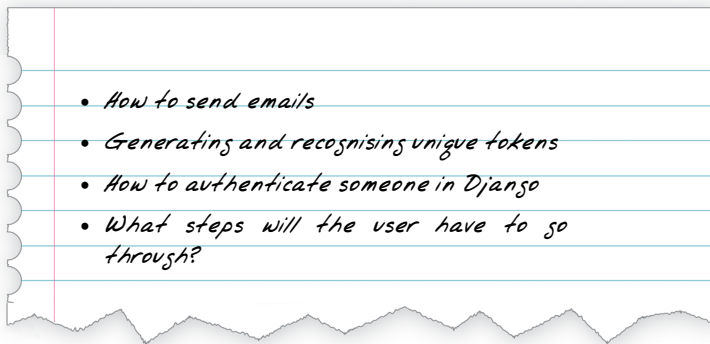 • How to send emails
• Generating and recognising unique tokens
• How to authenticate someone in Django
• What steps will the user have to go
through?